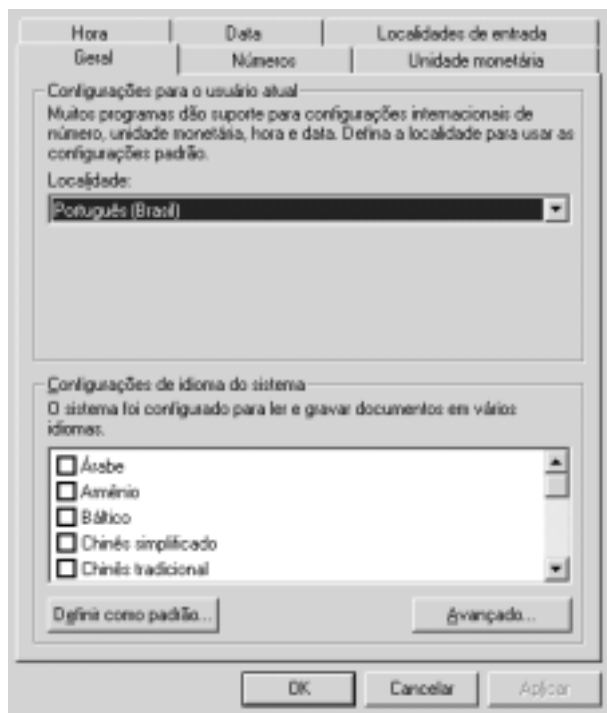 Hora Data Localidades de entrada
Geral Números Unidade monetária
Configurações para o usuário atual
Muitos programas dão suporte para configurações internacionais de
número, unidade monetária, hora e data. Defina a localidade para usar as
configurações padrão.
Localidade:
Português (Brasil)
Configurações de idioma do sistema
O sistema foi configurado para ler e gravar documentos em vários
idiomas.
Árabe
Armênio
Báltico
Chinês simplificado
Chinês tradicional
Definir como padrão... Avançado...
OK Cancelar Aplicar